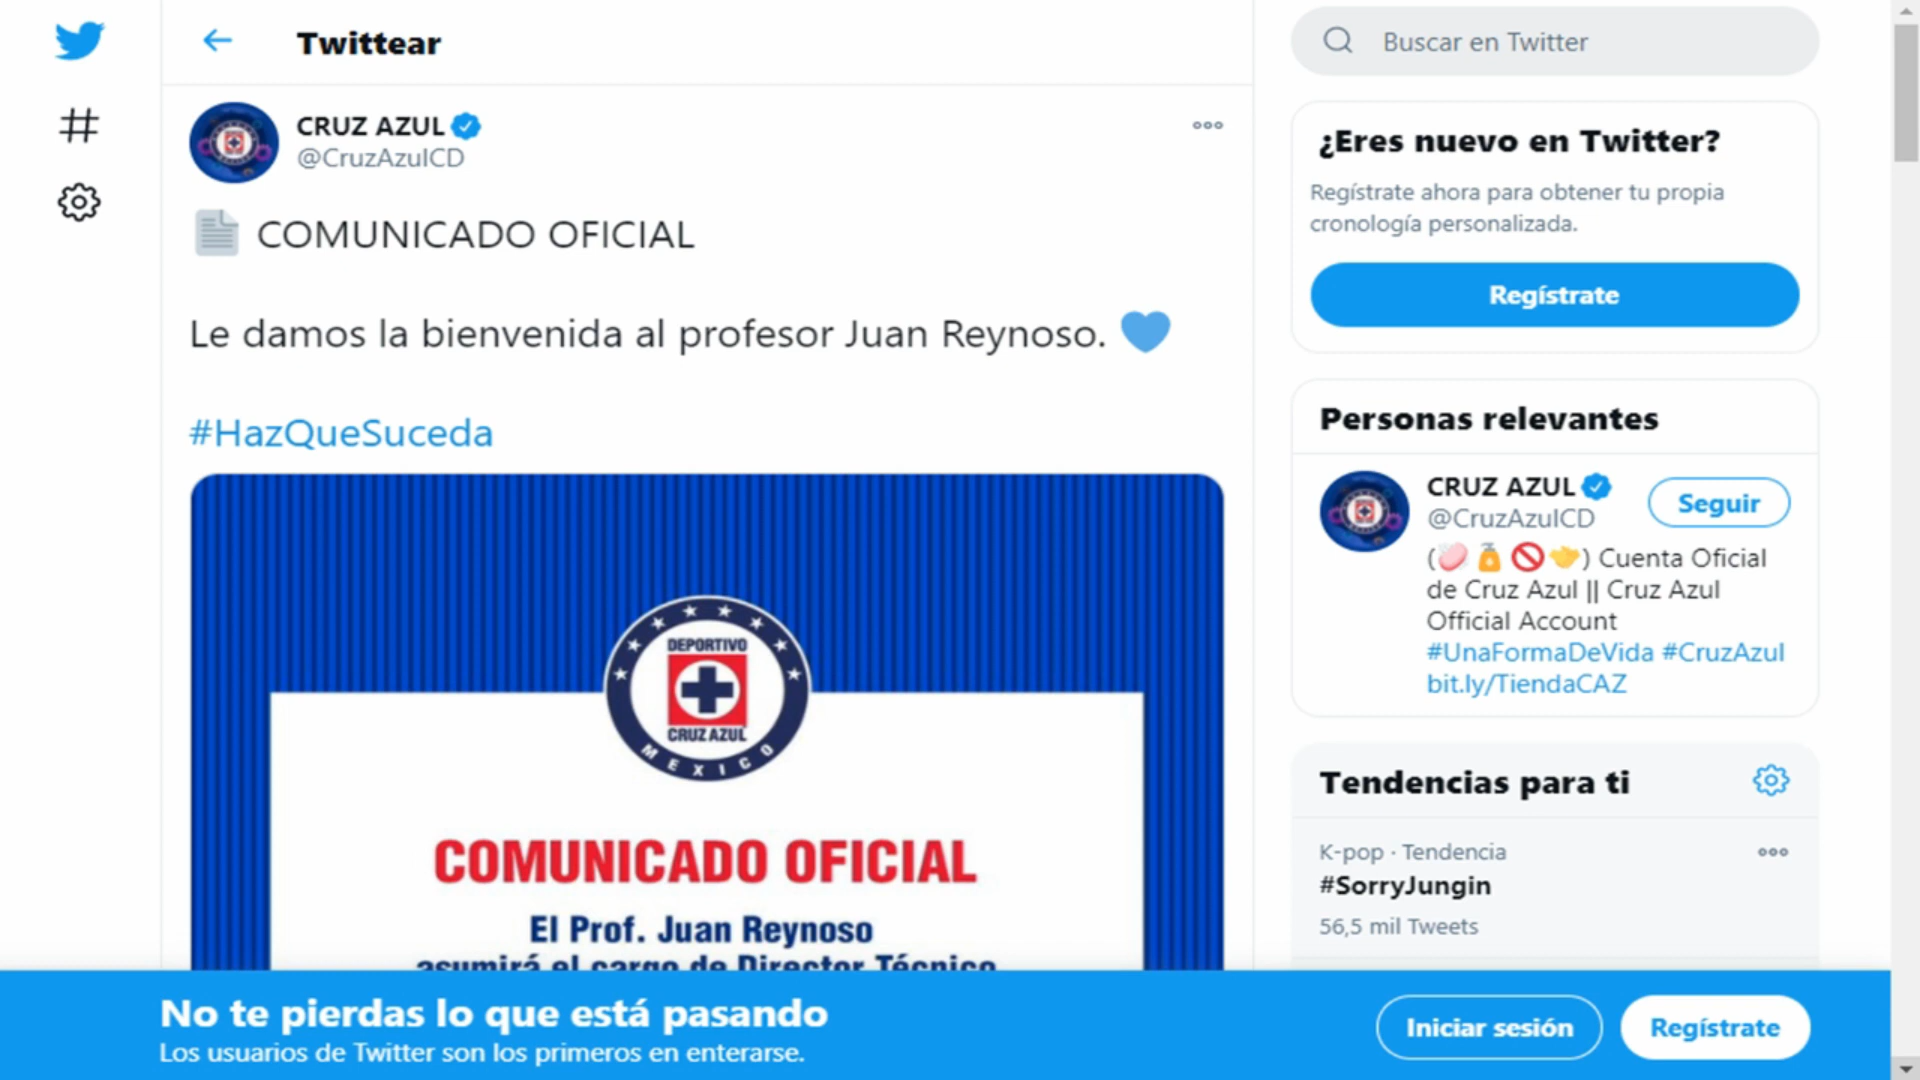 Twittear
CRUZ AZUL
@CruzAzulCD
COMUNICADO OFICIAL
Le damos la bienvenida al profesor Juan Reynoso.
#HazQueSuceda
DEPORTIVO
CRUZ AZUL
MEXICO
COMUNICADO OFICIAL
El Prof. Juan Reynoso
asumirá el cargo de Director Técnico
Buscar en Twitter
¿Eres nuevo en Twitter?
Regístrate ahora para obtener tu propia
cronología personalizada.
Regístrate
Personas relevantes
CRUZ AZUL
@CruzAzulCD
Seguir
() Cuenta Oficial
de Cruz Azul || Cruz Azul
Official Account
#UnaFormaDeVida #CruzAzul
bit.ly/TiendaCAZ
Tendencias para ti
K-pop · Tendencia
#SorryJungin
56,5 mil Tweets
No te pierdas lo que está pasando
Los usuarios de Twitter son los primeros en enterarse.
Iniciar sesión
Regístrate